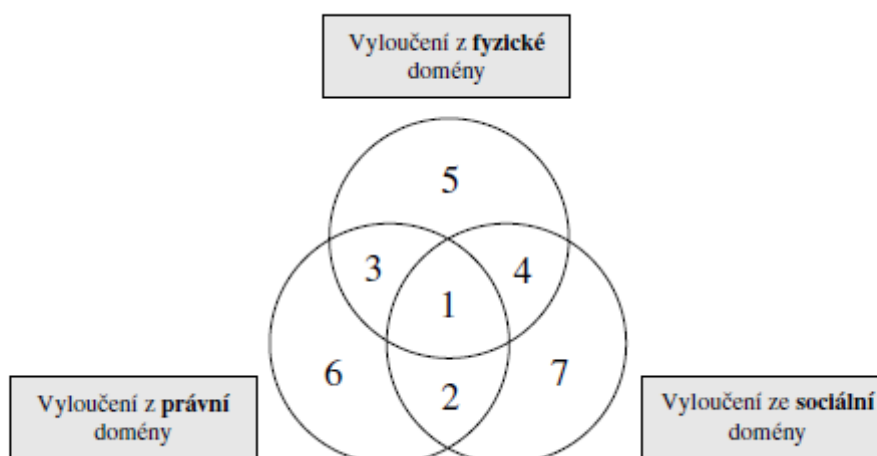 Vyloučení z fyzické
domény
5
3
4
1
6
7
2
Vyloučení z právní
domény
Vyloučení ze sociální
domény